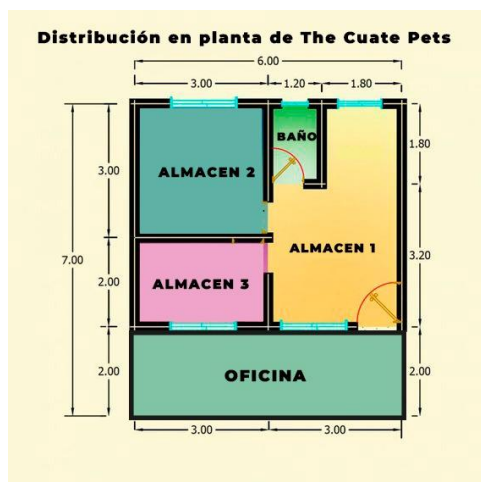 Distribución en planta de The Cuate Pets
6.00
3.00 1.20 1.80
BAÑO
1.80
3.00
ALMACEN 2
ALMACEN 1
7.00
3.20
2.00
ALMACEN 3
2.00
OFICINA
2.00
3.00 3.00